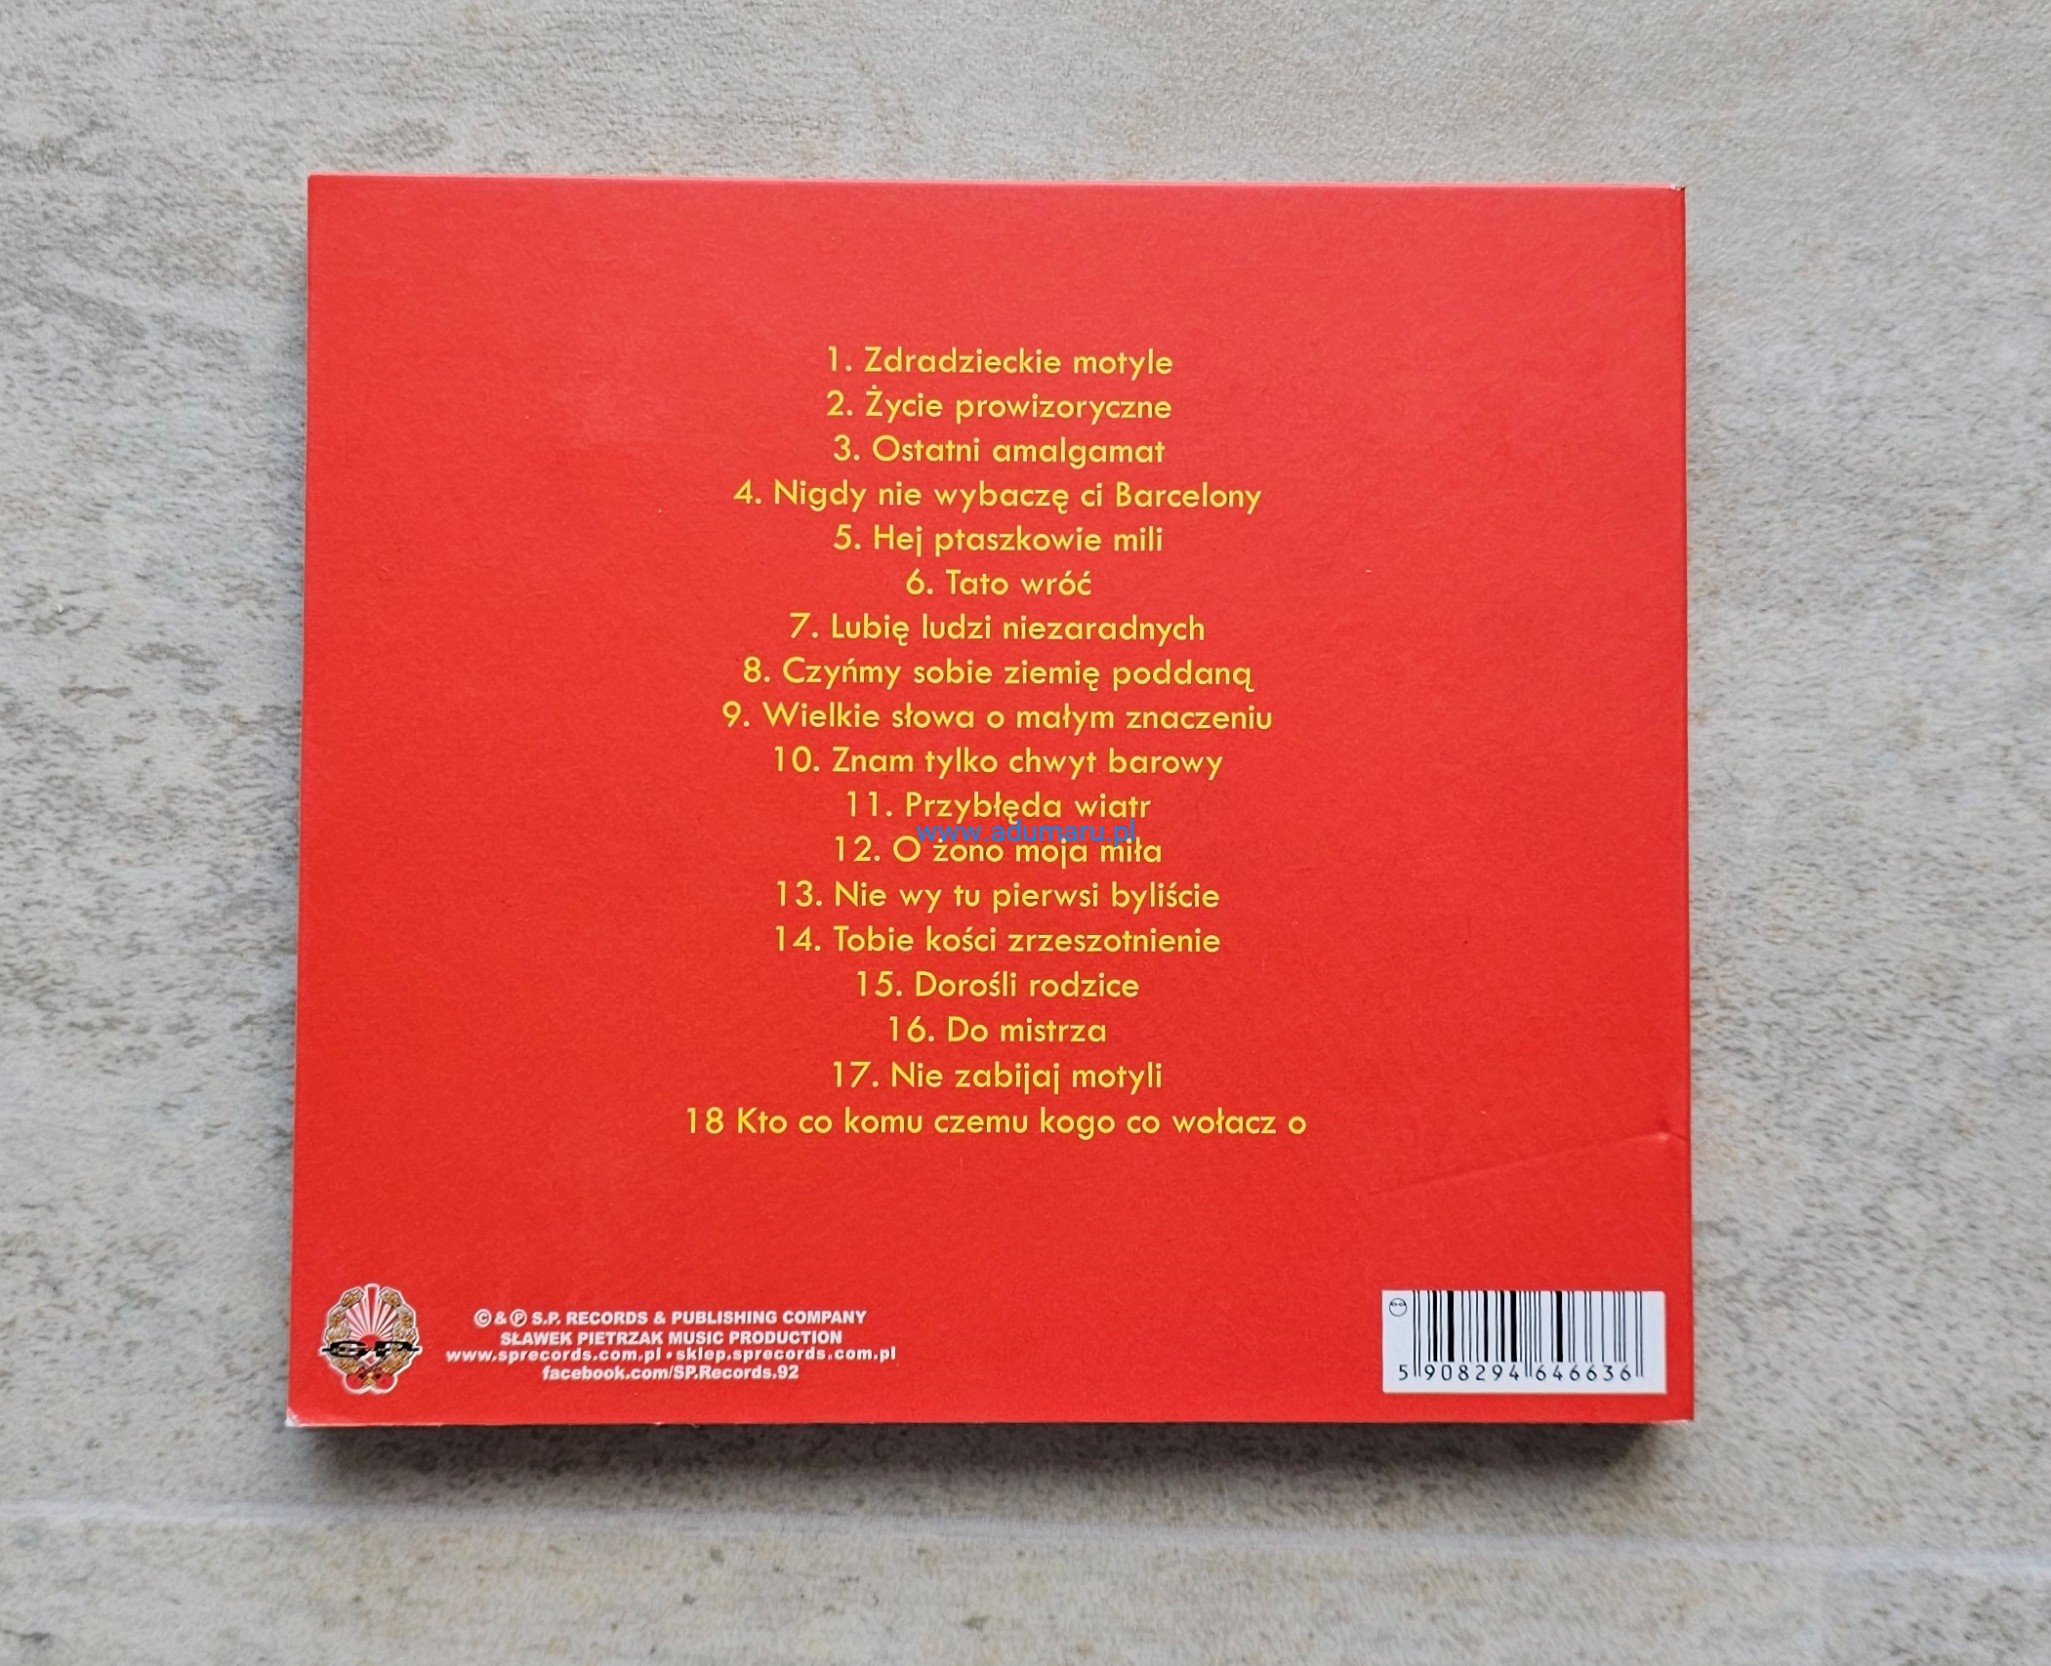 1. Zdradzieckie motyle
2. Życie prowizoryczne
3. Ostatni amalgamat
4. Nigdy nie wybaczę ci Barcelony
5. Hej ptaszkowie mili
6. Tato wróć
7. Lubię ludzi niezaradnych
8. Czyńmy sobie ziemię poddaną
9. Wielkie słowa o małym znaczeniu
10. Znam tylko chwyt barowy
11. Przybłęda wiatr
www.adumaru.pl
12. O żono moja miła
13. Nie wy tu pierwsi byliście
14. Tobie kości zrzeszotnienie
15. Dorośli rodzice
16. Do mistrza
17. Nie zabijaj motyli
18 Kto co komu czemu kogo co wołacz o
S.P.
©&℗ S.P. RECORDS & PUBLISHING COMPANY
SŁAWEK PIETRZAK MUSIC PRODUCTION
www.sprecords.com.pl • sklep.sprecords.com.pl
facebook.com/SP.Records.92
5 908294 646636